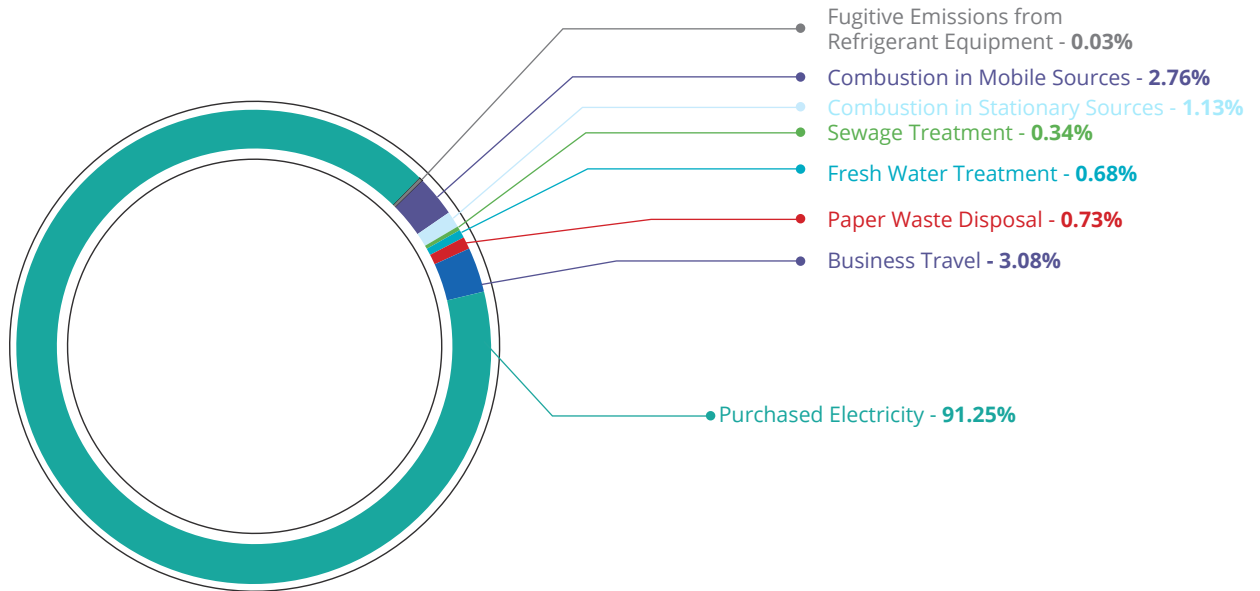 Fugitive Emissions from
Refrigerant Equipment - 0.03%
Combustion in Mobile Sources - 2.76%
Combustion in Stationary Sources - 1.13%
Sewage Treatment - 0.34%
Fresh Water Treatment - 0.68%
Paper Waste Disposal - 0.73%
Business Travel - 3.08%
Purchased Electricity - 91.25%